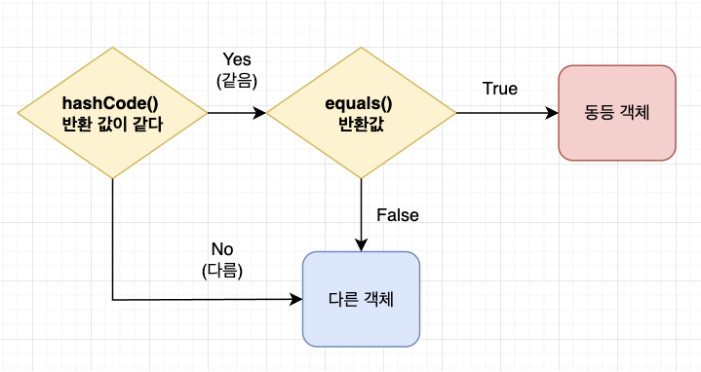 Yes
(같음)
hashCode()
반환 값이 같다
equals()
반환값
True
동등 객체
False
No
(다름)
다른 객체